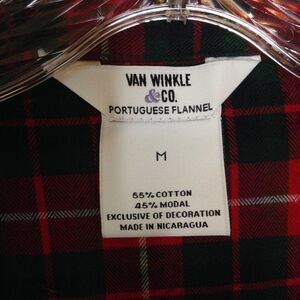 VAN WINKLE
&CO.
PORTUGUESE FLANNEL
M
55% COTTON
45% MODAL
EXCLUSIVE OF DECORATION
MADE IN NICARAGUA